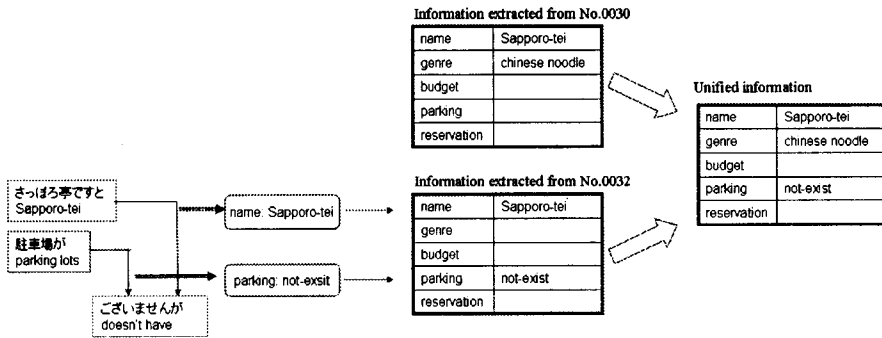 Information extracted from No.0030
name Sapporo-tei
genre chinese noodle
budget
parking
reservation
Unified information
name Sapporo-tei
genre chinese noodle
budget
parking not-exist
reservation
さっぽろ亭ですと
Sapporo-tei
駐車場が
parking lots
ございませんが
doesn't have
name: Sapporo-tei
parking: not-exsit
Information extracted from No.0032
name Sapporo-tei
genre
budget
parking not-exist
reservation